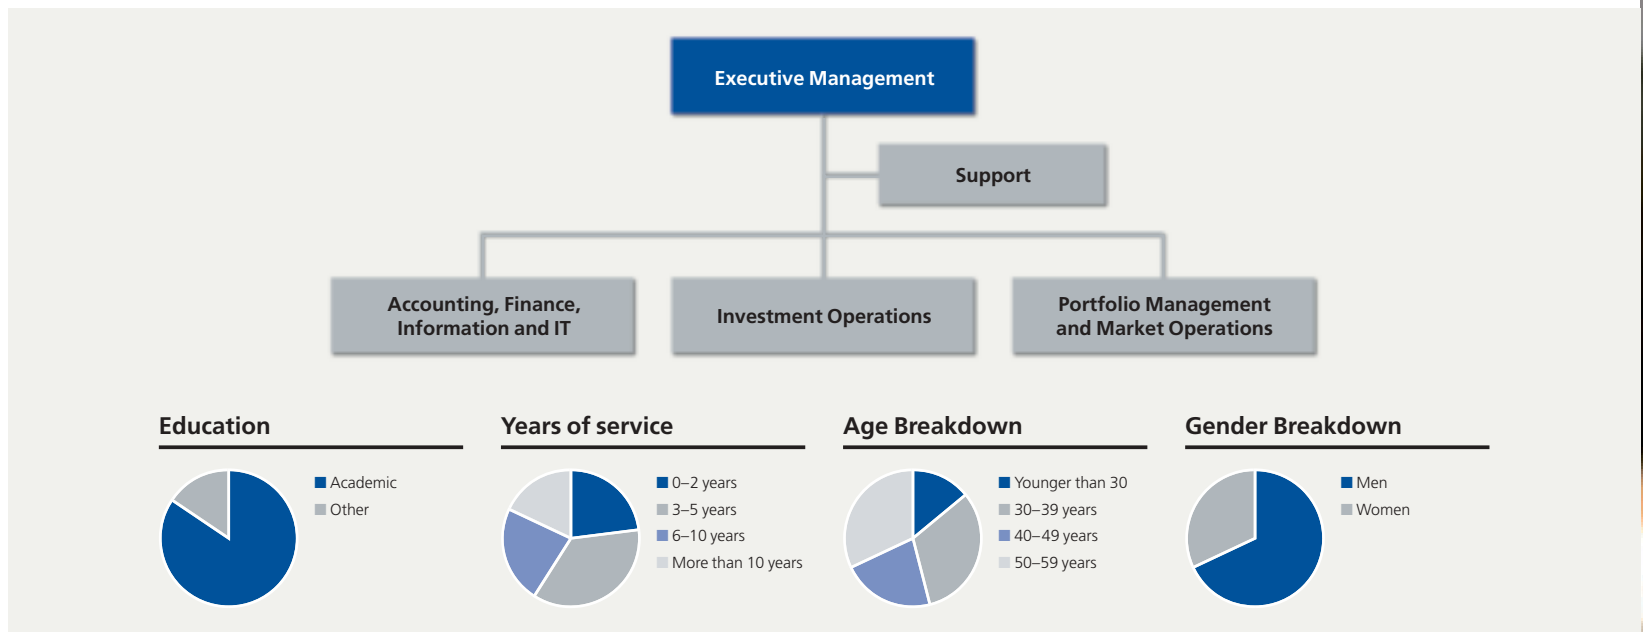 Executive Management
Support
Accounting, Finance,
Information and IT
Investment Operations
Portfolio Management
and Market Operations
Education
Academic
Other
Years of service
0–2 years
3–5 years
6–10 years
More than 10 years
Age Breakdown
Younger than 30
30–39 years
40–49 years
50–59 years
Gender Breakdown
Men
Women